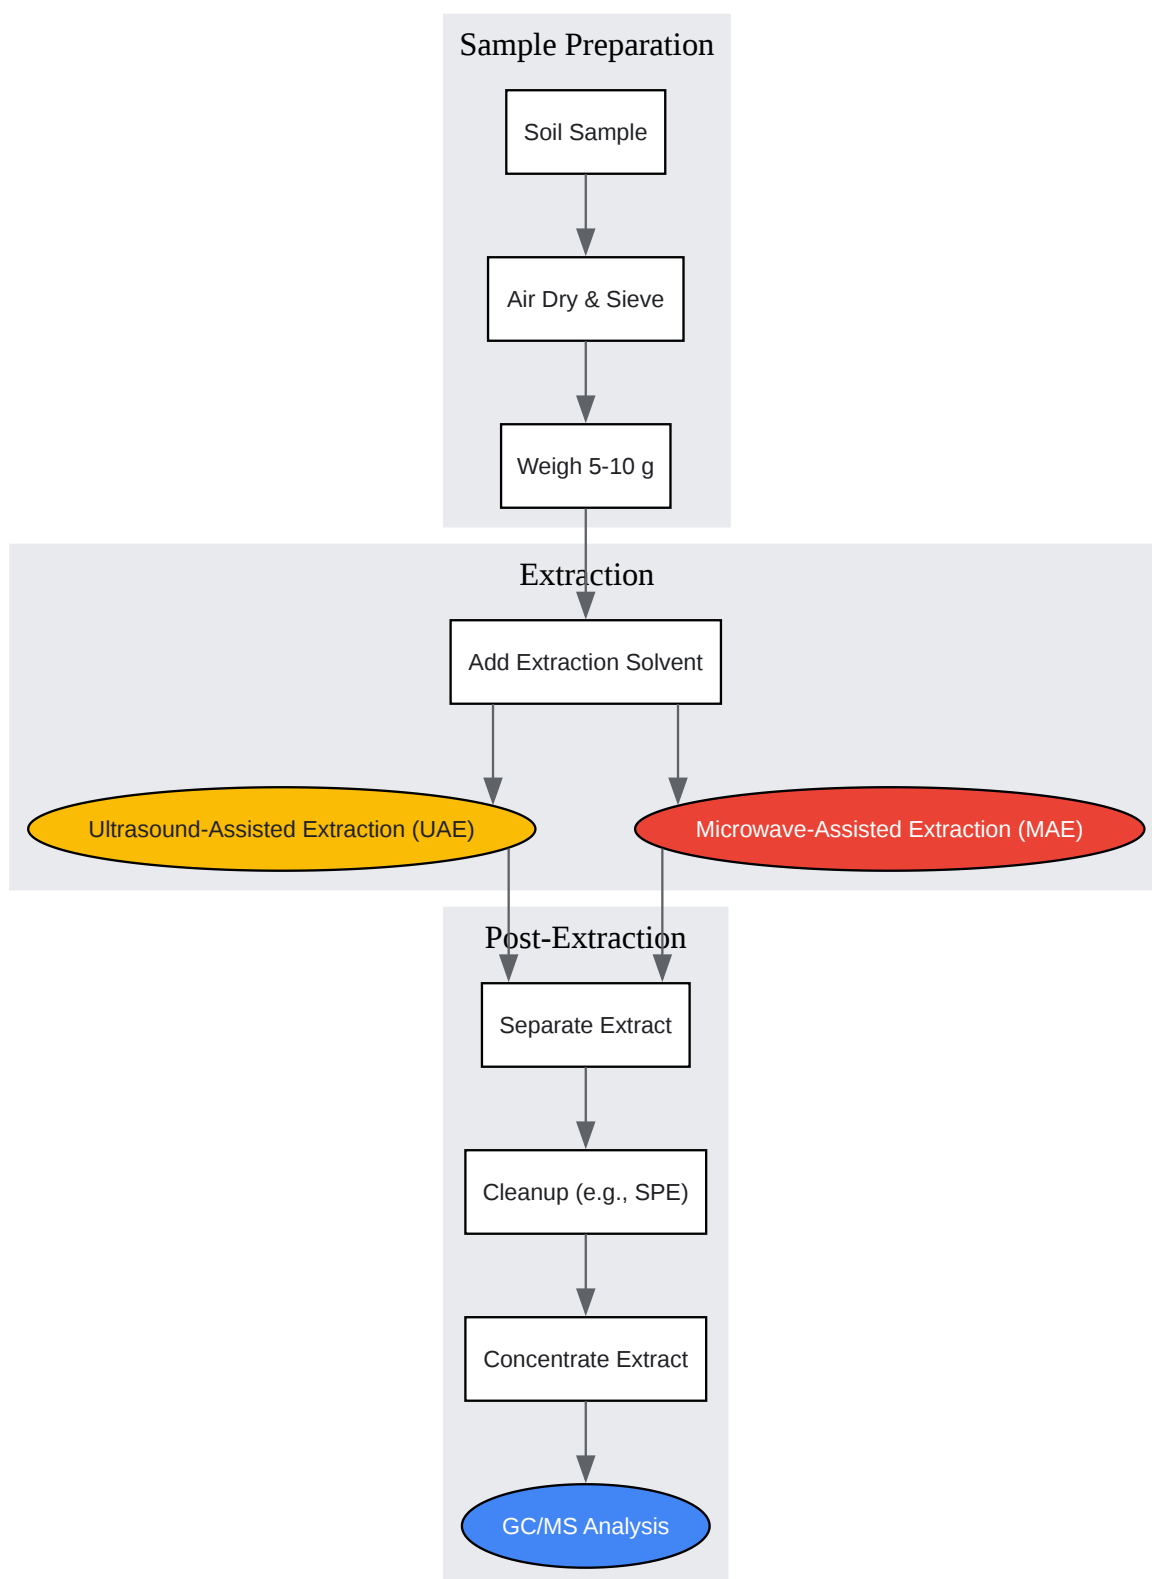 Sample Preparation
Soil Sample
Air Dry & Sieve
Weigh 5-10 g
Extraction
Add Extraction Solvent
Ultrasound-Assisted Extraction (UAE)
Microwave-Assisted Extraction (MAE)
Post-Extraction
Separate Extract
Cleanup (e.g., SPE)
Concentrate Extract
GC/MS Analysis